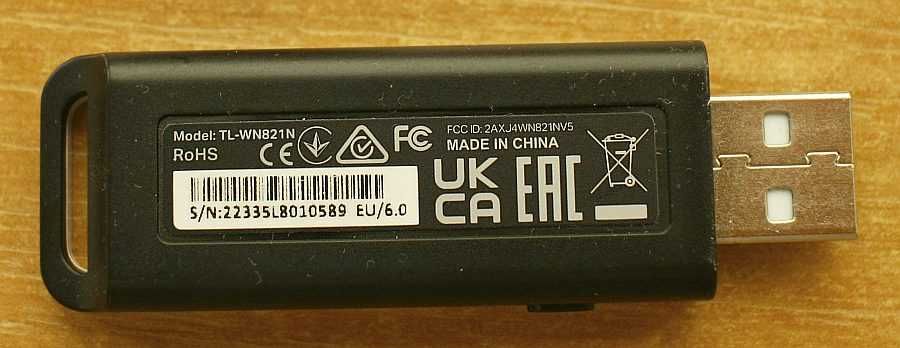 Model: TL-WN821N
RoHS
CE
FC
FCC ID: 2AXJ4WN821NV5
MADE IN CHINA
S/N:22335L8010589 EU/6.0
UK
CA
EAC